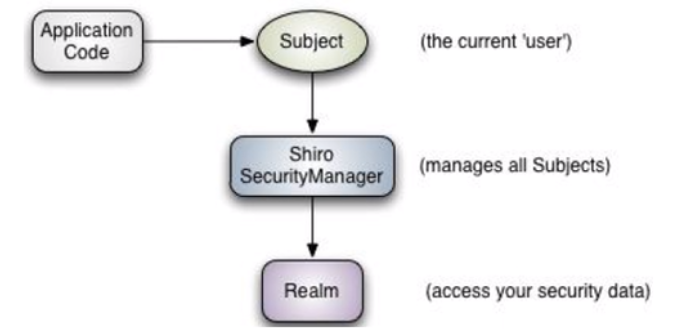 Application
Code
Subject
(the current 'user')
Shiro
SecurityManager
(manages all Subjects)
Realm
(access your security data)